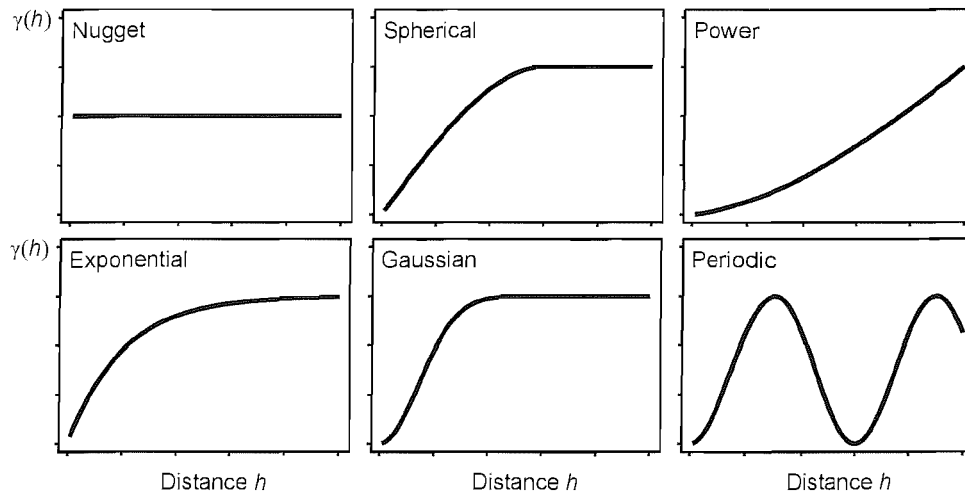 γ(h)
Nugget
Spherical
Power
γ(h)
Exponential
Gaussian
Periodic
Distance h
Distance h
Distance h